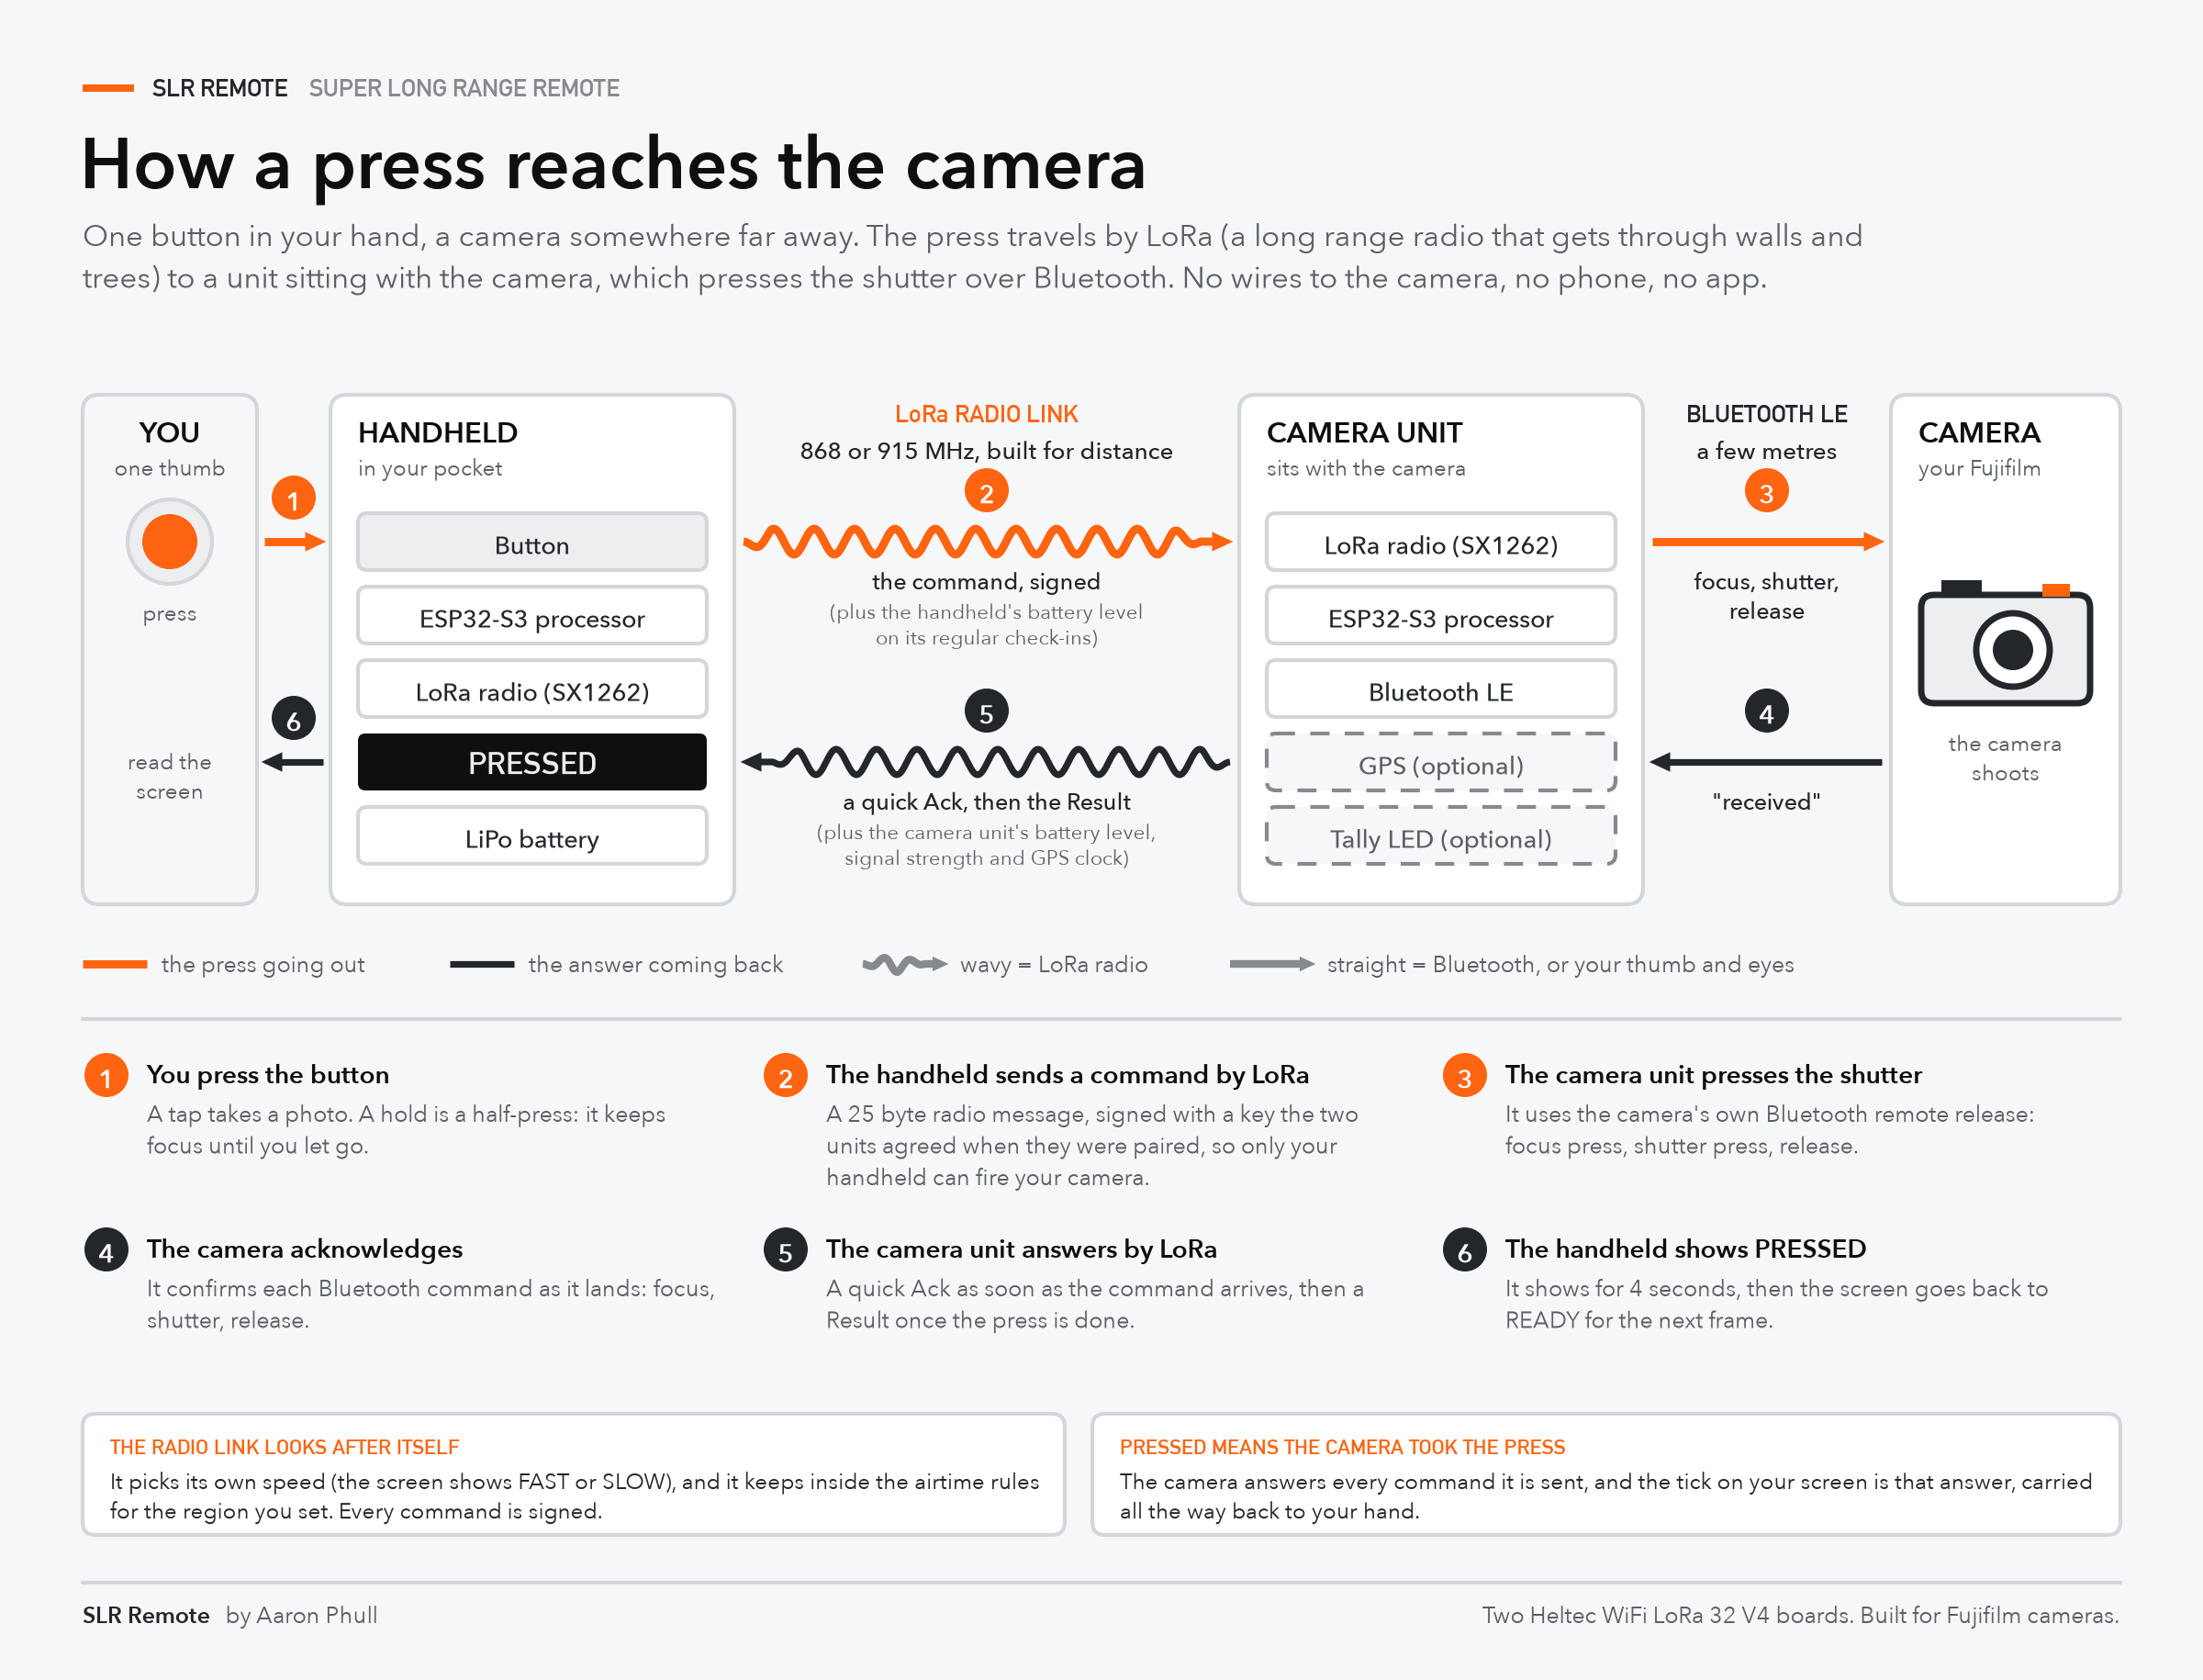 SLR REMOTE SUPER LONG RANGE REMOTE
How a press reaches the camera
One button in your hand, a camera somewhere far away. The press travels by LoRa (a long range radio that gets through walls and
trees) to a unit sitting with the camera, which presses the shutter over Bluetooth. No wires to the camera, no phone, no app.
YOU
one thumb
press
read the
screen
1
6
HANDHELD
in your pocket
Button
ESP32-S3 processor
LoRa radio (SX1262)
PRESSED
LiPo battery
LoRa RADIO LINK
868 or 915 MHz, built for distance
2
the command, signed
(plus the handheld's battery level
on its regular check-ins)
5
a quick Ack, then the Result
(plus the camera unit's battery level,
signal strength and GPS clock)
CAMERA UNIT
sits with the camera
LoRa radio (SX1262)
ESP32-S3 processor
Bluetooth LE
GPS (optional)
Tally LED (optional)
BLUETOOTH LE
a few metres
3
focus, shutter,
release
4
"received"
CAMERA
your Fujifilm
the camera
shoots
the press going out
the answer coming back
wavy = LoRa radio
straight = Bluetooth, or your thumb and eyes
1 You press the button
A tap takes a photo. A hold is a half-press: it keeps
focus until you let go.
2 The handheld sends a command by LoRa
A 25 byte radio message, signed with a key the two
units agreed when they were paired, so only your
handheld can fire your camera.
3 The camera unit presses the shutter
It uses the camera's own Bluetooth remote release:
focus press, shutter press, release.
4 The camera acknowledges
It confirms each Bluetooth command as it lands: focus,
shutter, release.
5 The camera unit answers by LoRa
A quick Ack as soon as the command arrives, then a
Result once the press is done.
6 The handheld shows PRESSED
It shows for 4 seconds, then the screen goes back to
READY for the next frame.
THE RADIO LINK LOOKS AFTER ITSELF
It picks its own speed (the screen shows FAST or SLOW), and it keeps inside the airtime rules
for the region you set. Every command is signed.
PRESSED MEANS THE CAMERA TOOK THE PRESS
The camera answers every command it is sent, and the tick on your screen is that answer, carried
all the way back to your hand.
SLR Remote by Aaron Phull
Two Heltec WiFi LoRa 32 V4 boards. Built for Fujifilm cameras.